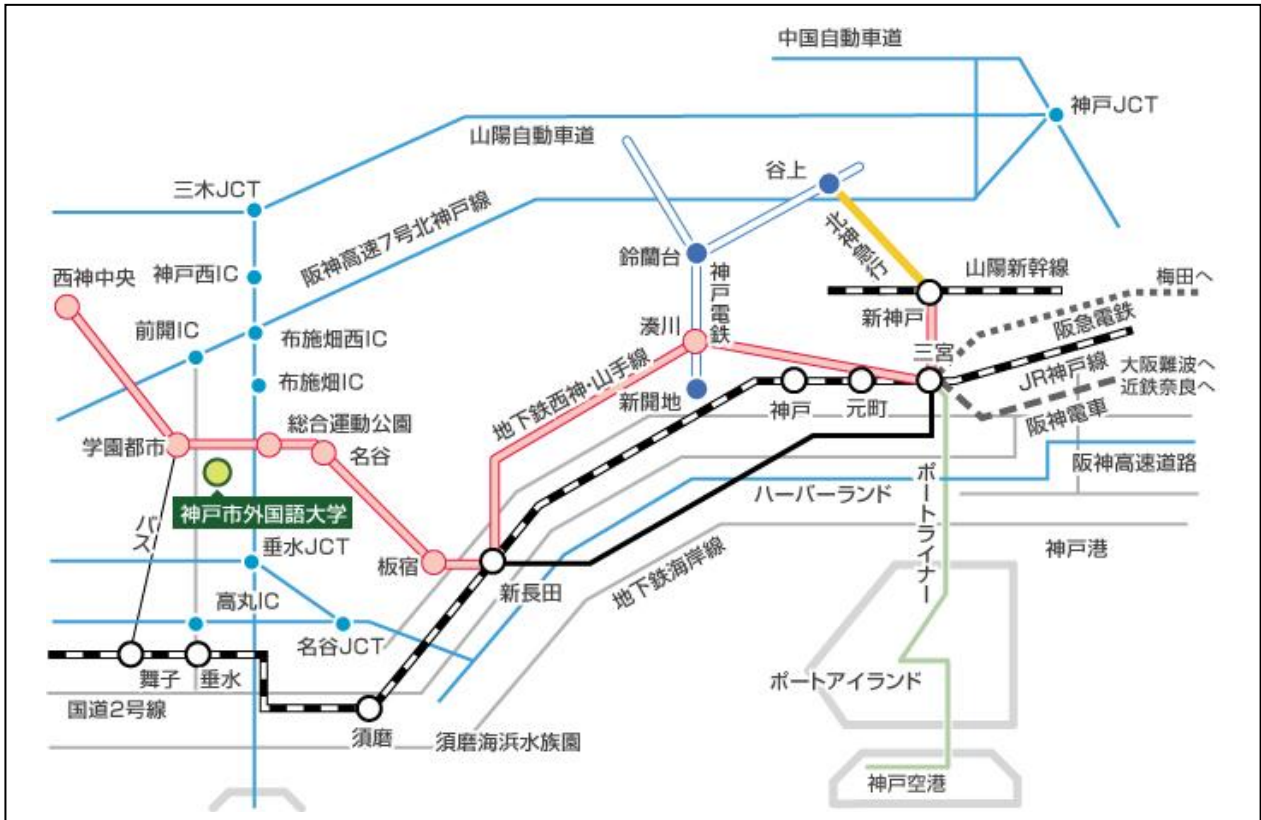 中国自動車道
神戸JCT
山陽自動車道
谷上
三木JCT
阪神高速7号北神戸線
北神急行
鈴蘭台
神戸電鉄
山陽新幹線
西神中央
神戸西IC
新神戸
梅田へ
前開IC
布施畑西IC
湊川
三宮
阪急電鉄
布施畑IC
地下鉄西神・山手線
新開地
神戸
元町
JR神戸線
大阪難波へ
近鉄奈良へ
阪神電車
学園都市
総合運動公園
名谷
神戸市外国語大学
バス
阪神高速道路
ハーバーランド
ポートライナー
垂水JCT
板宿
新長田
地下鉄海岸線
神戸港
高丸IC
名谷JCT
舞子
垂水
国道2号線
須磨
須磨海浜水族園
ポートアイランド
神戸空港